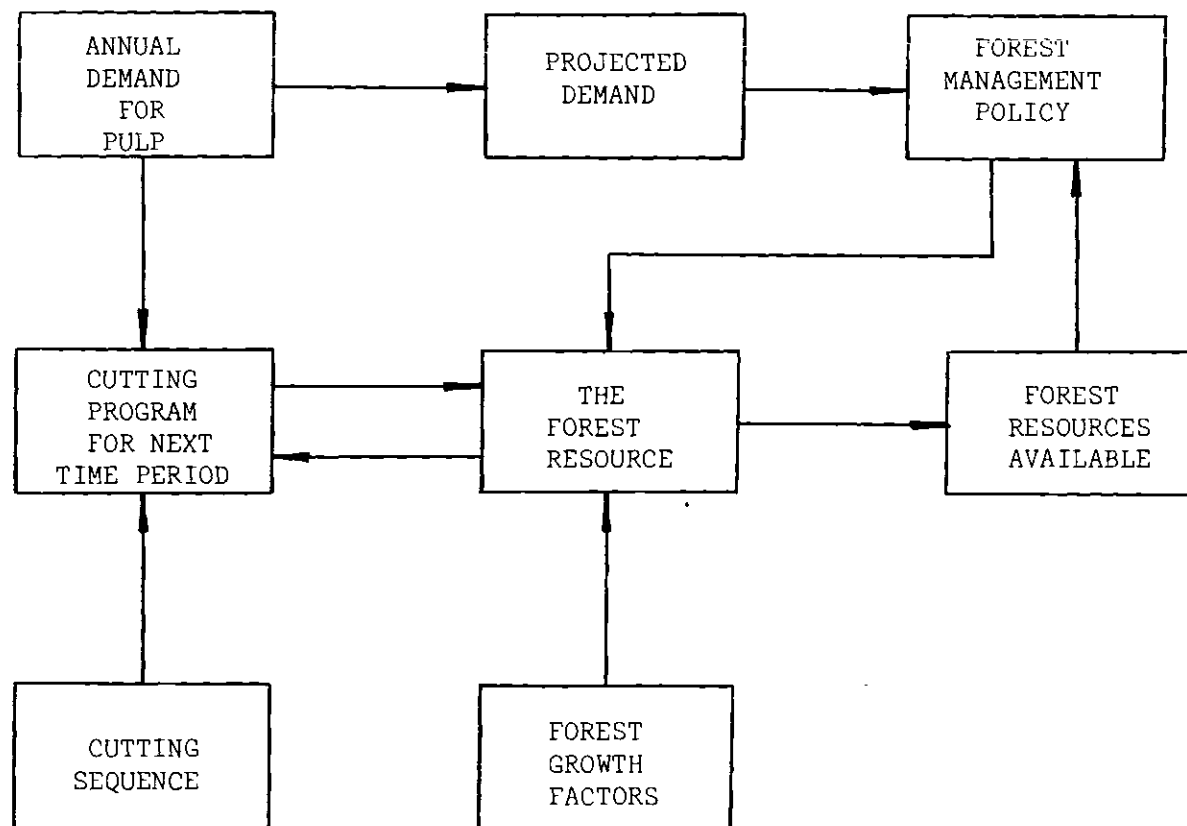 ANNUAL
DEMAND
FOR
PULP
PROJECTED
DEMAND
FOREST
MANAGEMENT
POLICY
CUTTING
PROGRAM
FOR NEXT
TIME PERIOD
THE
FOREST
RESOURCE
FOREST
RESOURCES
AVAILABLE
CUTTING
SEQUENCE
FOREST
GROWTH
FACTORS